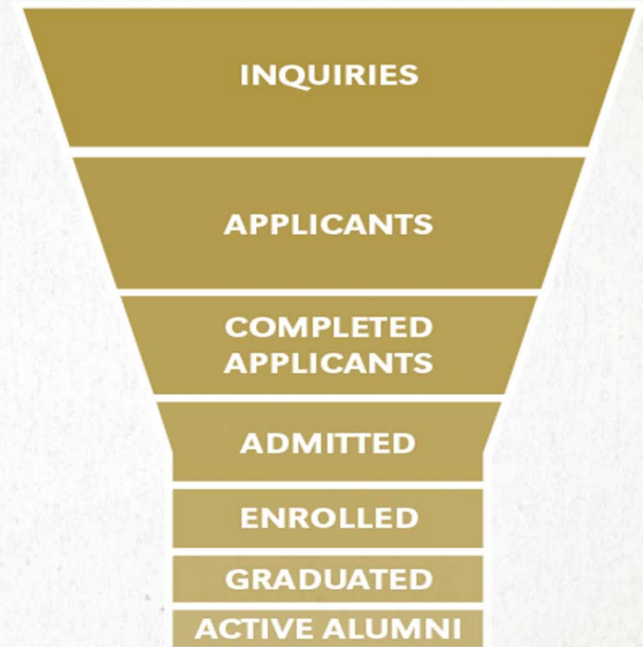 INQUIRIES
APPLICANTS
COMPLETED
APPLICANTS
ADMITTED
ENROLLED
GRADUATED
ACTIVE ALUMNI